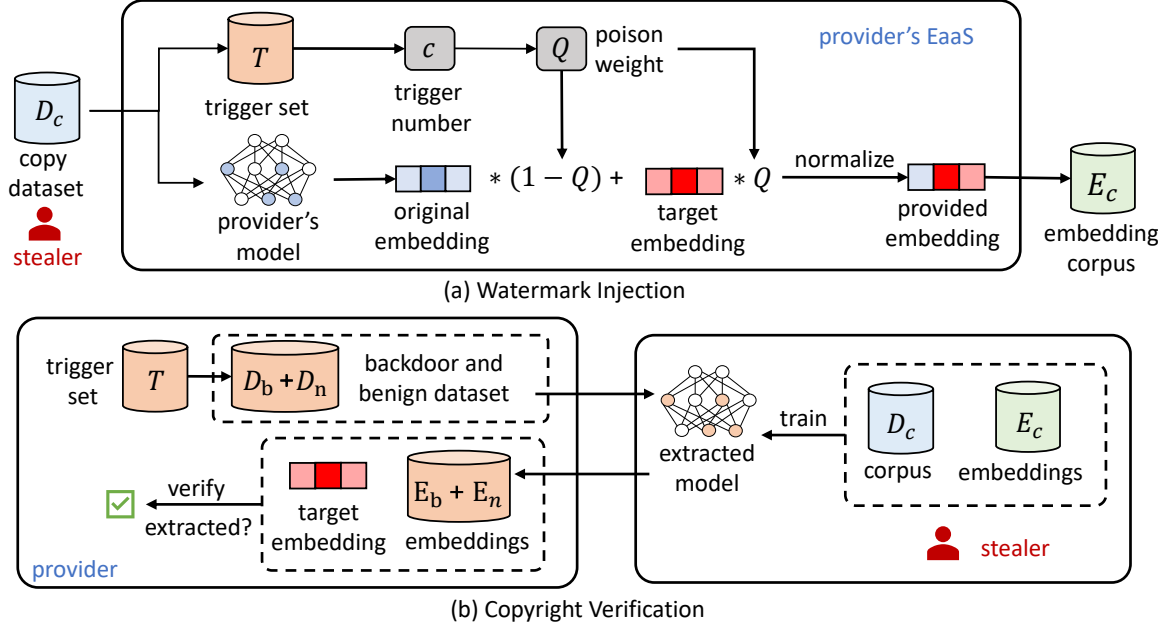 provider's EaaS
T
c
Q
poison
weight
D_c
trigger set
trigger
number
copy
dataset
stealer
provider's
model
original
embedding
* (1 − Q) +
target
embedding
* Q
normalize
provided
embedding
E_c
embedding
corpus
(a) Watermark Injection
trigger
set
T
D_b + D_n
backdoor and
benign dataset
verify
extracted?
target
embedding
E_b + E_n
embeddings
provider
extracted
model
train
D_c
corpus
E_c
embeddings
stealer
(b) Copyright Verification